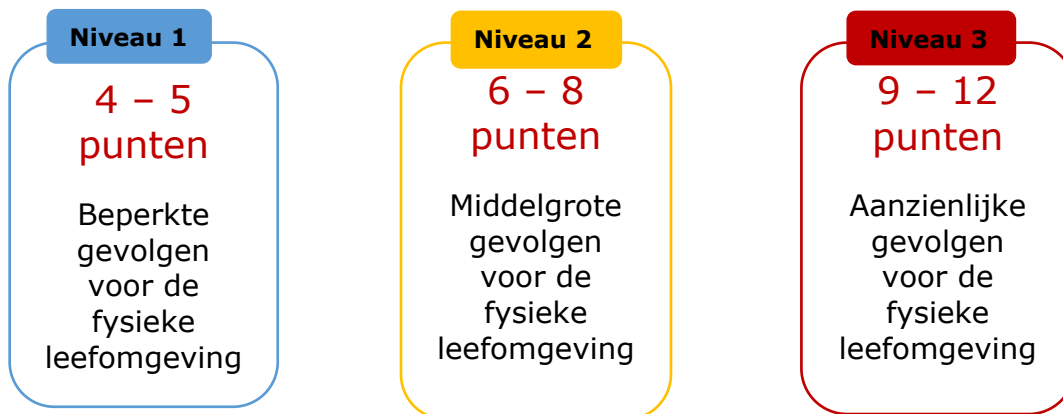 Niveau 1
4 – 5
punten
Beperkte
gevolgen
voor de
fysieke
leefomgeving
Niveau 2
6 – 8
punten
Middelgrote
gevolgen
voor de
fysieke
leefomgeving
Niveau 3
9 – 12
punten
Aanzienlijke
gevolgen
voor de
fysieke
leefomgeving